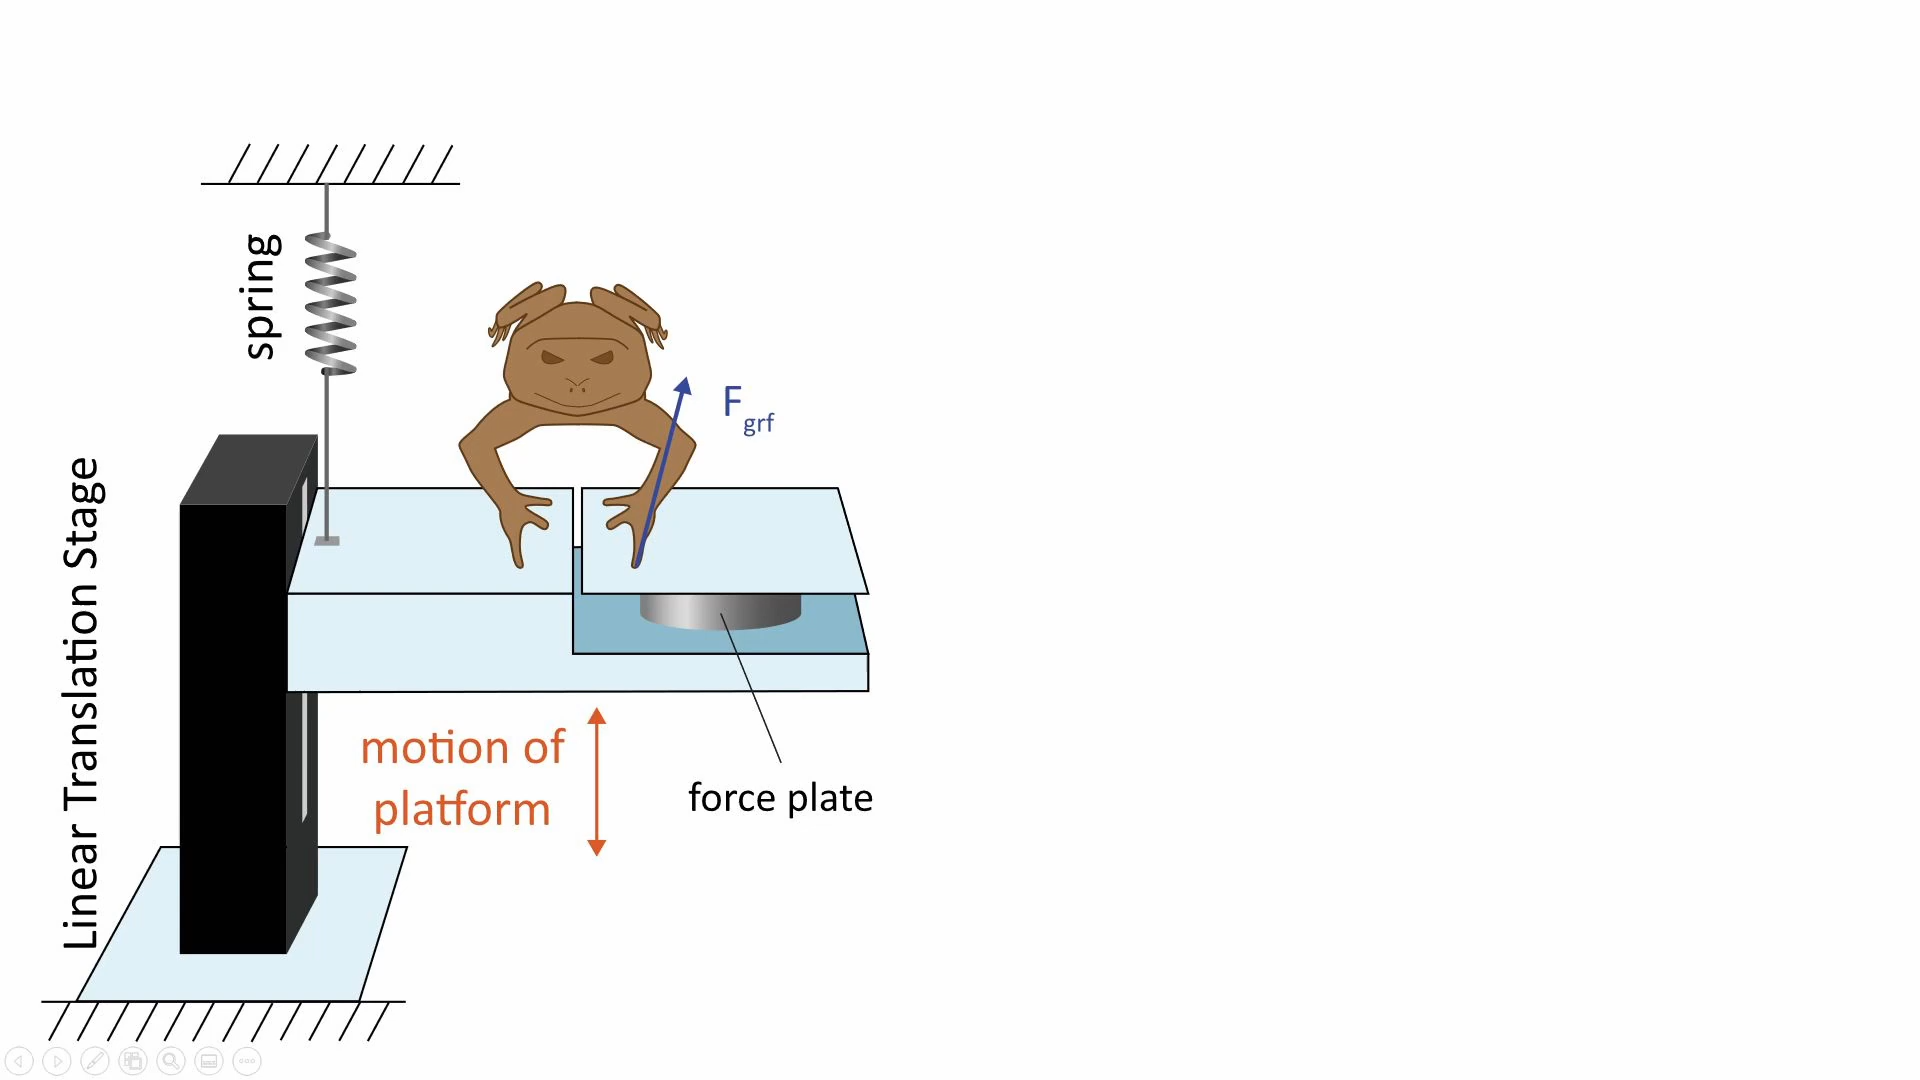 spring
F
grf
Linear Translation Stage
motion of
platform
force plate